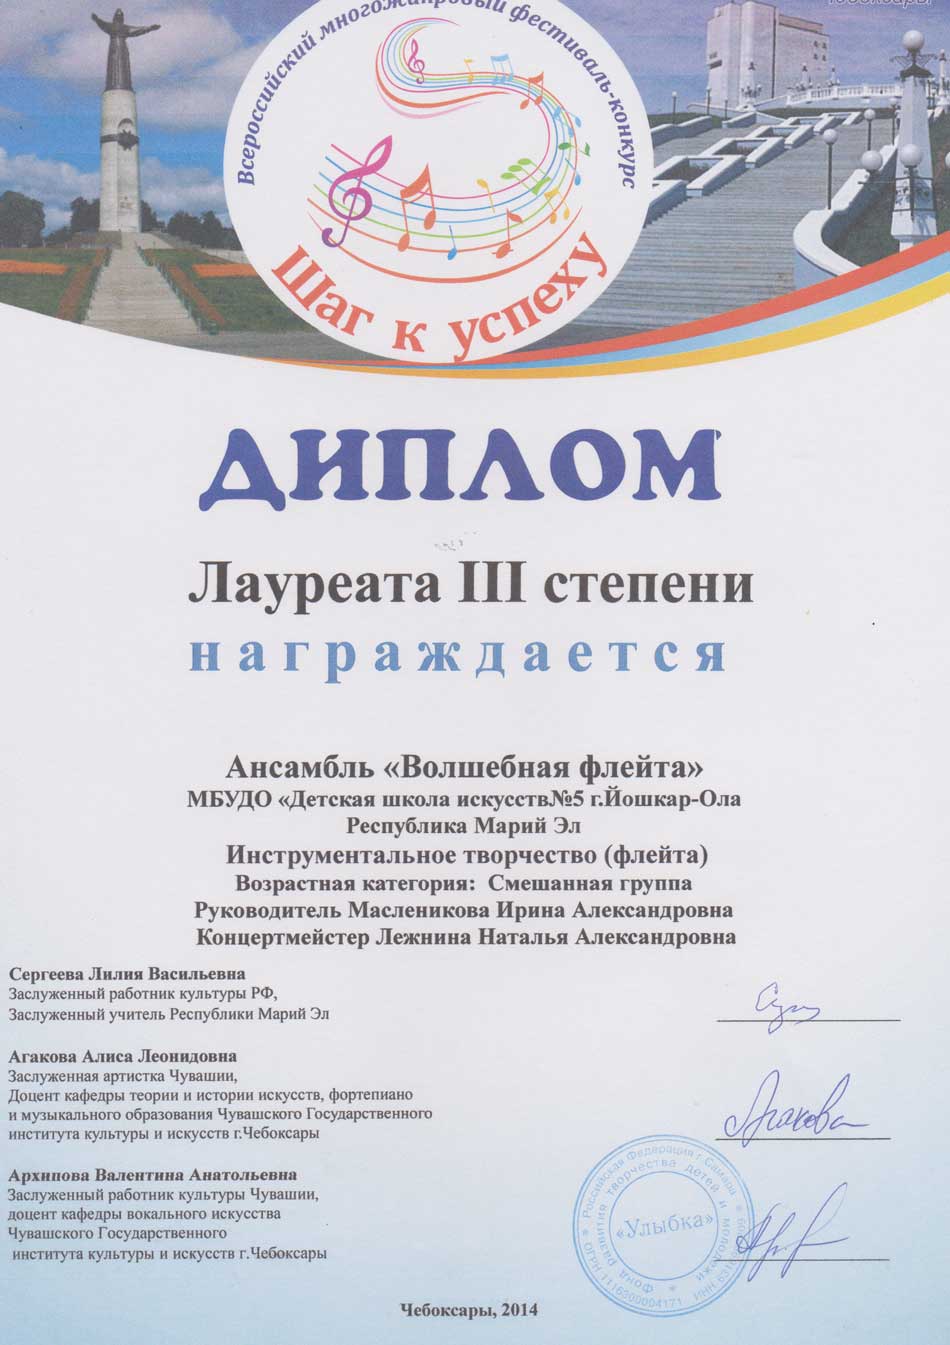 Всероссийский многожанровый фестиваль-конкурс
Шаг к успеху
ДИПЛОМ
Лауреата III степени
награждается
Ансамбль «Волшебная флейта»
МБУДО «Детская школа искусств№5 г.Йошкар-Ола
Республика Марий Эл
Инструментальное творчество (флейта)
Возрастная категория: Смешанная группа
Руководитель Масленикова Ирина Александровна
Концертмейстер Лежнина Наталья Александровна
Сергеева Лилия Васильевна
Заслуженный работник культуры РФ,
Заслуженный учитель Республики Марий Эл
Агакова Алиса Леонидовна
Заслуженная артистка Чувашии,
Доцент кафедры теории и истории искусств, фортепиано
и музыкального образования Чувашского Государственного
института культуры и искусств г.Чебоксары
Агакова
Архипова Валентина Анатольевна
Заслуженный работник культуры Чувашии,
доцент кафедры вокального искусства
Чувашского Государственного
института культуры и искусств г.Чебоксары
Российская Федерация г. Самара
Фонд развития творчества детей и молодежи
«Улыбка»
Чебоксары, 2014